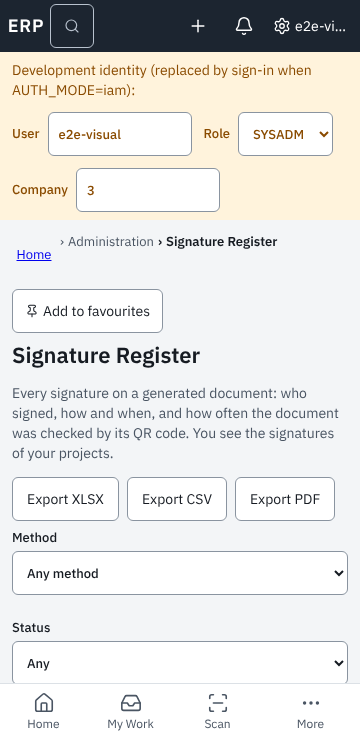 ERP
e2e-vi...
Development identity (replaced by sign-in when
AUTH_MODE=iam):
User e2e-visual Role SYSADM
Company 3
Home › Administration › Signature Register
Add to favourites
Signature Register
Every signature on a generated document: who
signed, how and when, and how often the document
was checked by its QR code. You see the signatures
of your projects.
Export XLSX Export CSV Export PDF
Method
Any method
Status
Any
Home My Work Scan More